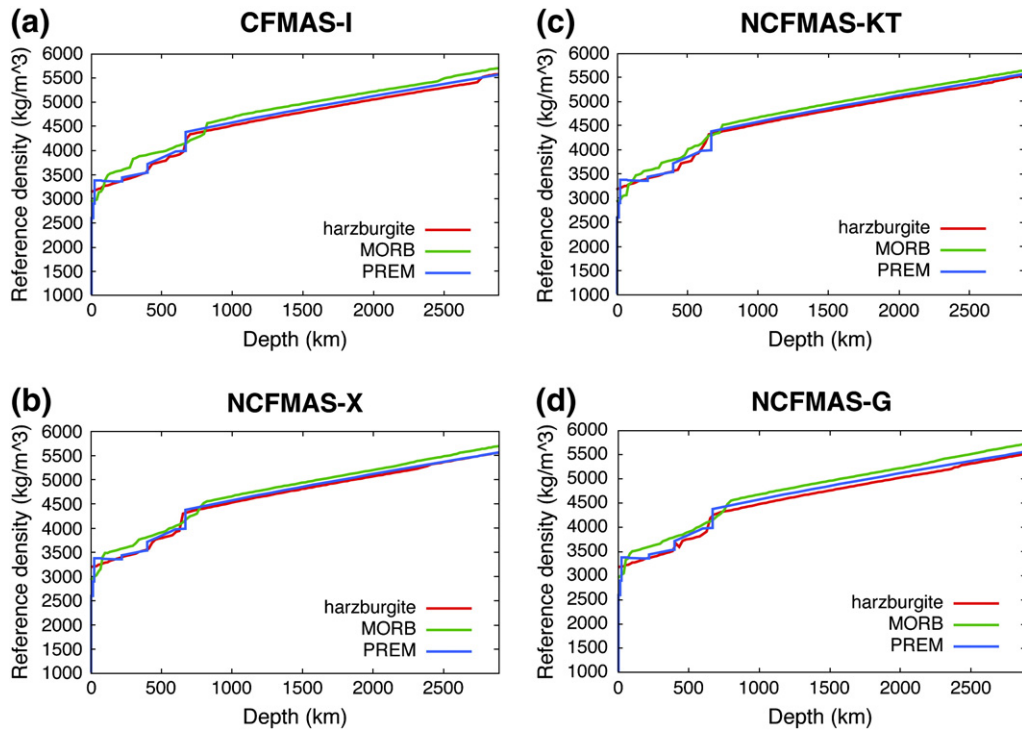 (a) CFMAS-I
Reference density (kg/m^3)
6000
5500
5000
4500
4000
3500
3000
2500
2000
1500
1000
harzburgite
MORB
PREM
0 500 1000 1500 2000 2500
Depth (km)
(c) NCFMAS-KT
Reference density (kg/m^3)
6000
5500
5000
4500
4000
3500
3000
2500
2000
1500
1000
harzburgite
MORB
PREM
0 500 1000 1500 2000 2500
Depth (km)
(b) NCFMAS-X
Reference density (kg/m^3)
6000
5500
5000
4500
4000
3500
3000
2500
2000
1500
1000
harzburgite
MORB
PREM
0 500 1000 1500 2000 2500
Depth (km)
(d) NCFMAS-G
Reference density (kg/m^3)
6000
5500
5000
4500
4000
3500
3000
2500
2000
1500
1000
harzburgite
MORB
PREM
0 500 1000 1500 2000 2500
Depth (km)